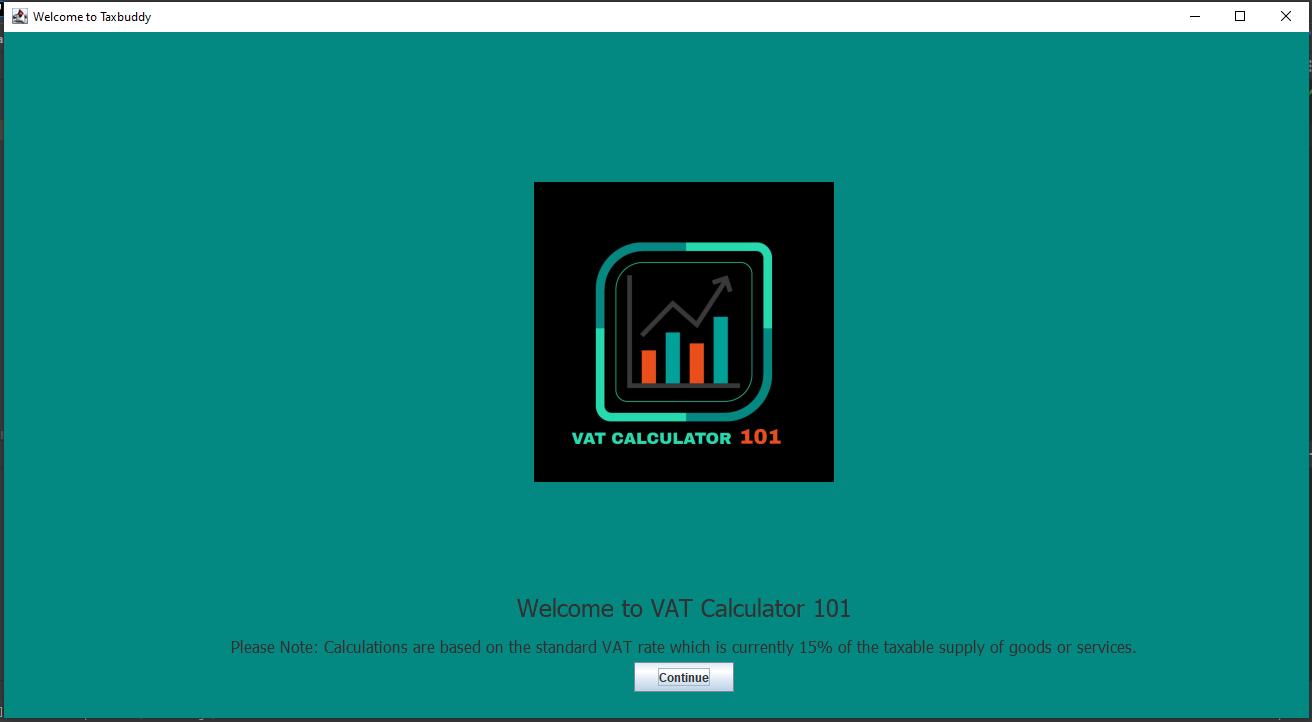 Welcome to Taxbuddy
VAT CALCULATOR 101
Welcome to VAT Calculator 101
Please Note: Calculations are based on the standard VAT rate which is currently 15% of the taxable supply of goods or services.
Continue